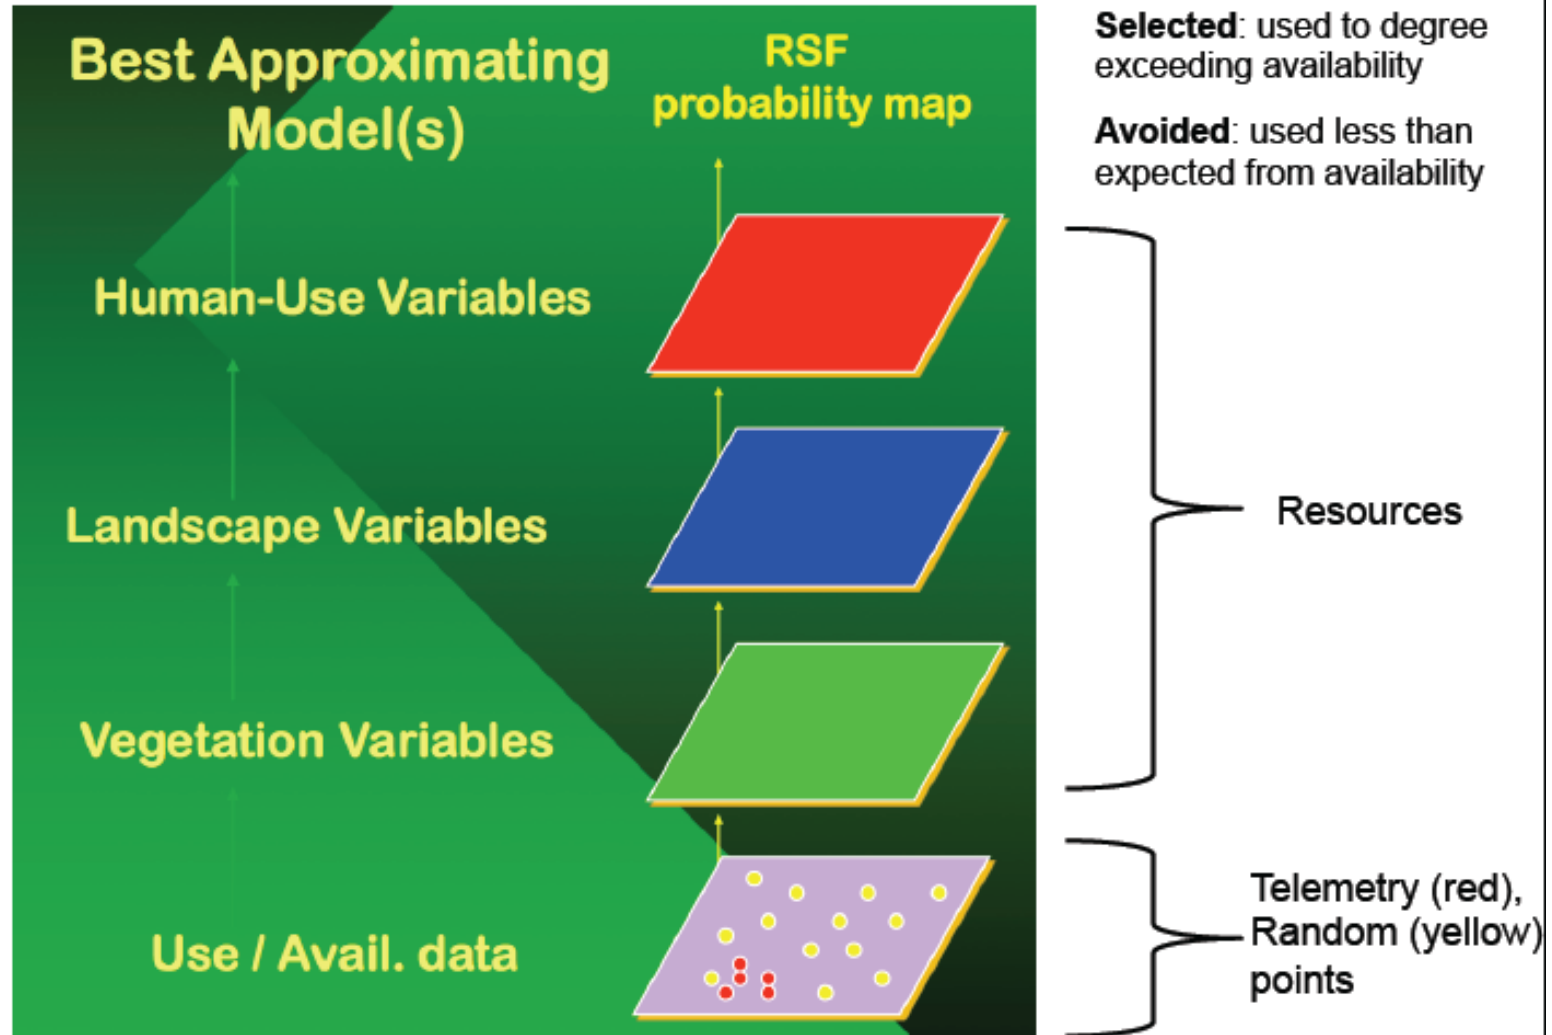 Best Approximating
Model(s)
RSF
probability map
Human-Use Variables
Landscape Variables
Vegetation Variables
Use / Avail. data
Selected: used to degree
exceeding availability
Avoided: used less than
expected from availability
Resources
Telemetry (red),
Random (yellow)
points